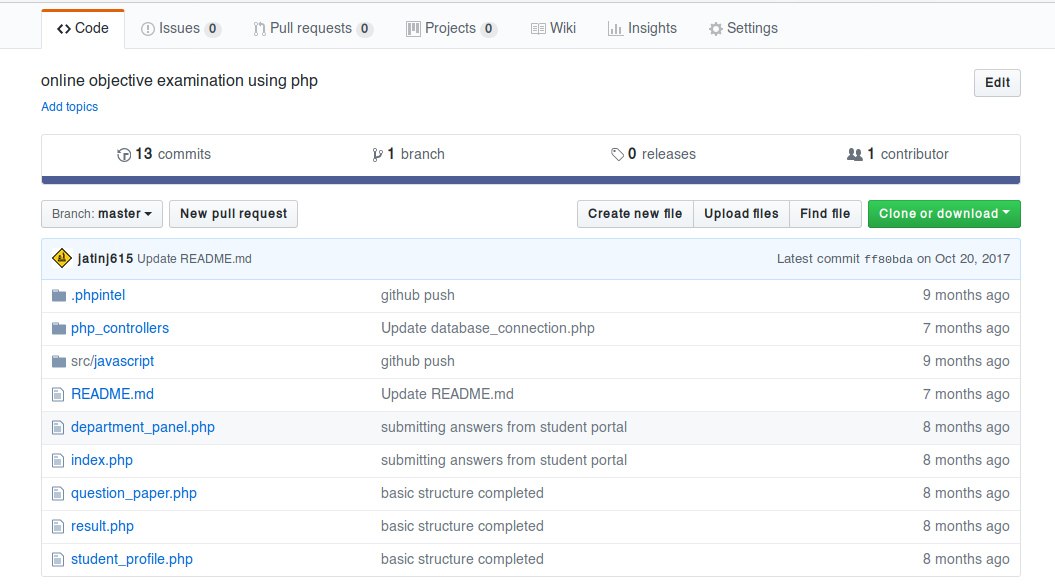 Code Issues 0 Pull requests 0 Projects 0 Wiki Insights Settings
online objective examination using php Edit
Add topics
13 commits 1 branch 0 releases 1 contributor
Branch: master New pull request Create new file Upload files Find file Clone or download
jatinj615 Update README.md Latest commit ff80bda on Oct 20, 2017
.phpintel github push 9 months ago
php_controllers Update database_connection.php 7 months ago
src/javascript github push 9 months ago
README.md Update README.md 7 months ago
department_panel.php submitting answers from student portal 8 months ago
index.php submitting answers from student portal 8 months ago
question_paper.php basic structure completed 8 months ago
result.php basic structure completed 8 months ago
student_profile.php basic structure completed 8 months ago